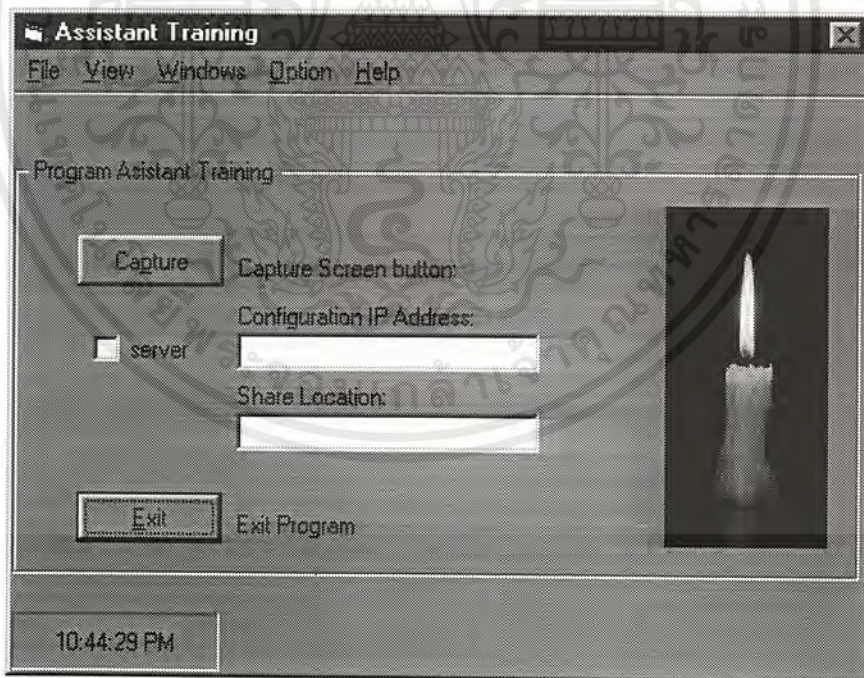 Assistant Training
File View Windows Option Help
Program Asistant Training
Capture
Capture Screen button:
Configuration IP Address:
server
Share Location:
Exit
Exit Program
10:44:29 PM